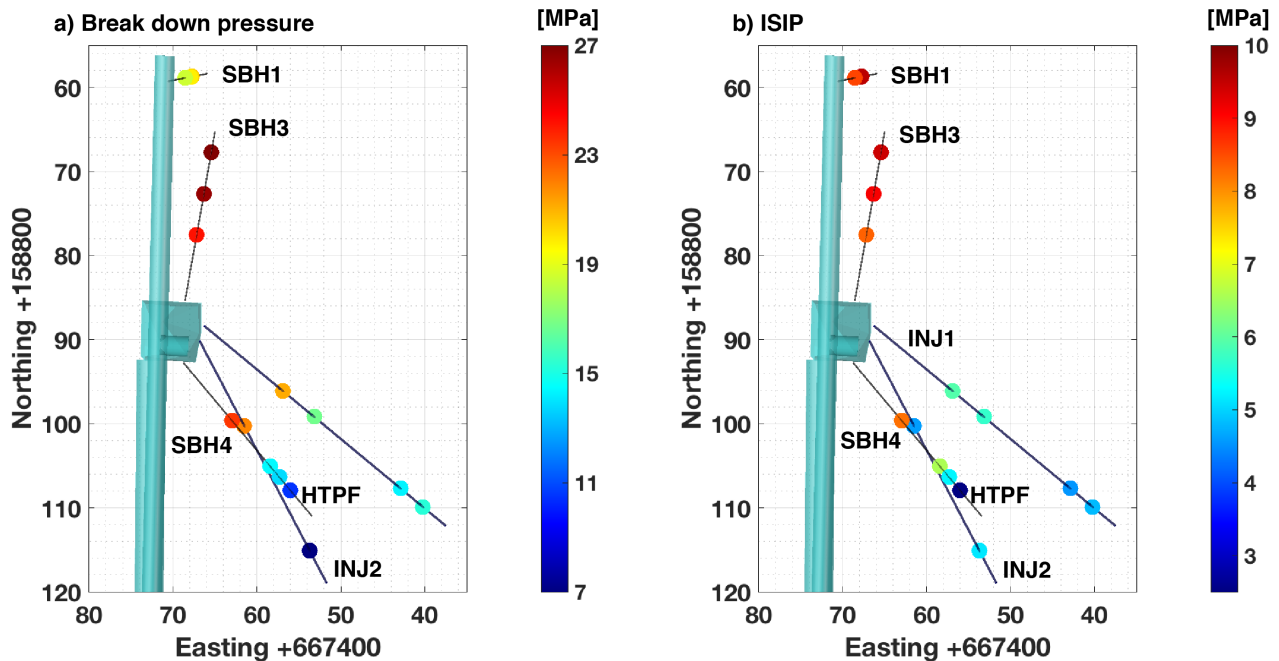 a) Break down pressure
[MPa]
60
70
80
90
100
110
120
80
70
60
50
40
Northing +158800
Easting +667400
SBH1
SBH3
SBH4
HTPF
INJ2
27
23
19
15
11
7
b) ISIP
[MPa]
60
70
80
90
100
110
120
80
70
60
50
40
Northing +158800
Easting +667400
SBH1
SBH3
INJ1
SBH4
HTPF
INJ2
10
9
8
7
6
5
4
3